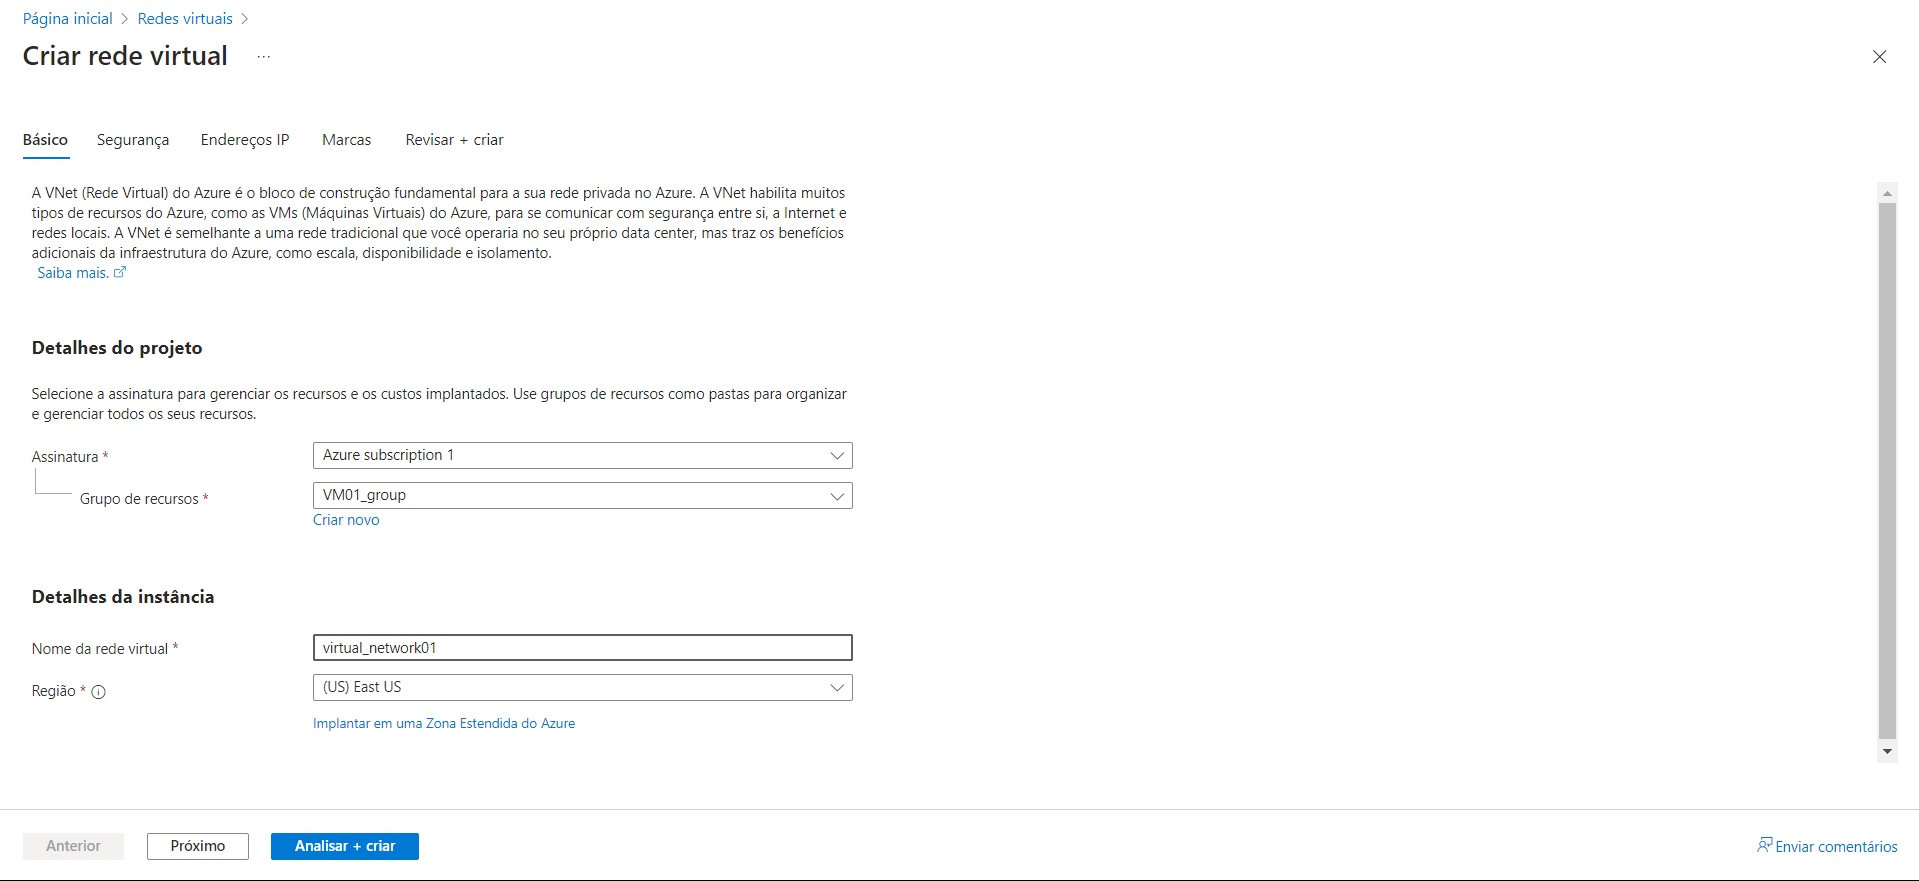 Página inicial > Redes virtuais >
Criar rede virtual ...
Básico Segurança Endereços IP Marcas Revisar + criar
A VNet (Rede Virtual) do Azure é o bloco de construção fundamental para a sua rede privada no Azure. A VNet habilita muitos
tipos de recursos do Azure, como as VMs (Máquinas Virtuais) do Azure, para se comunicar com segurança entre si, a Internet e
redes locais. A VNet é semelhante a uma rede tradicional que você operaria no seu próprio data center, mas traz os benefícios
adicionais da infraestrutura do Azure, como escala, disponibilidade e isolamento.
Saiba mais.
Detalhes do projeto
Selecione a assinatura para gerenciar os recursos e os custos implantados. Use grupos de recursos como pastas para organizar
e gerenciar todos os seus recursos.
Assinatura * Azure subscription 1
Grupo de recursos * VM01_group
Criar novo
Detalhes da instância
Nome da rede virtual * virtual_network01
Região * (US) East US
Implantar em uma Zona Estendida do Azure
Anterior Próximo Analisar + criar Enviar comentários